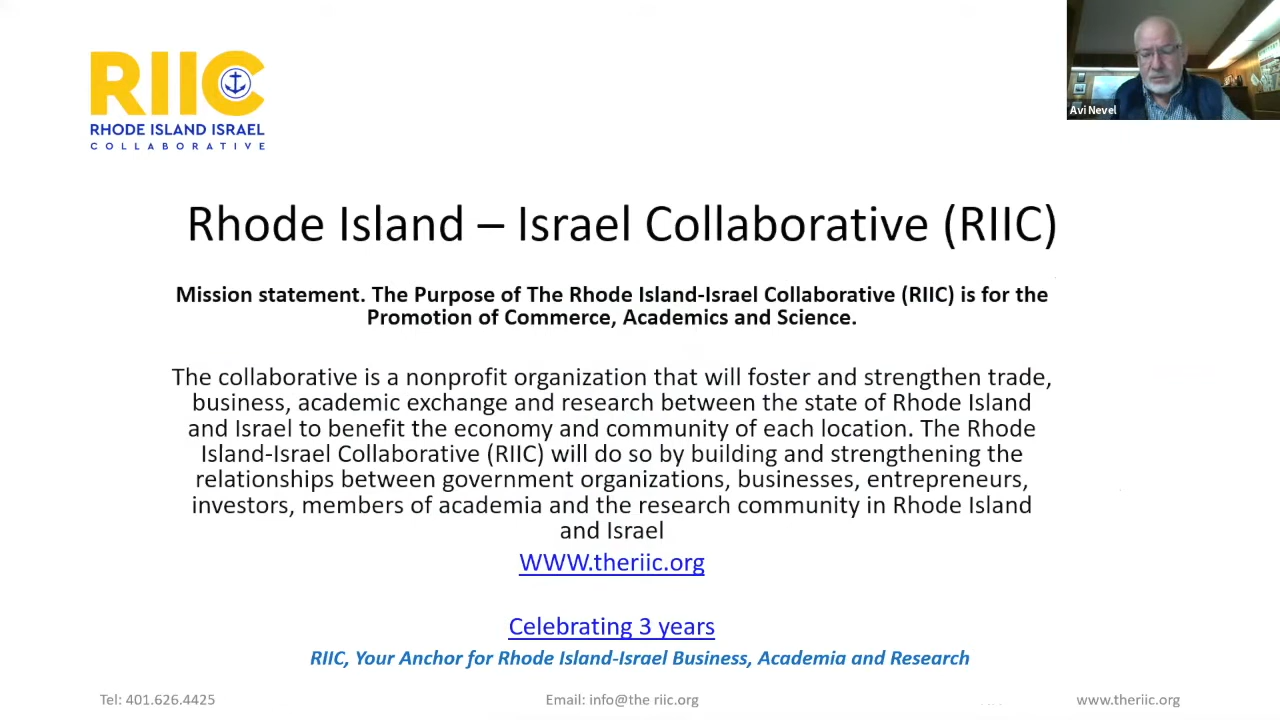 RIIC
RHODE ISLAND ISRAEL
COLLABORATIVE
Avi Nevel
Rhode Island – Israel Collaborative (RIIC)
Mission statement. The Purpose of The Rhode Island-Israel Collaborative (RIIC) is for the
Promotion of Commerce, Academics and Science.
The collaborative is a nonprofit organization that will foster and strengthen trade,
business, academic exchange and research between the state of Rhode Island
and Israel to benefit the economy and community of each location. The Rhode
Island-Israel Collaborative (RIIC) will do so by building and strengthening the
relationships between government organizations, businesses, entrepreneurs,
investors, members of academia and the research community in Rhode Island
and Israel
WWW.theriic.org
Celebrating 3 years
RIIC, Your Anchor for Rhode Island-Israel Business, Academia and Research
Tel: 401.626.4425
Email: info@the riic.org
www.theriic.org